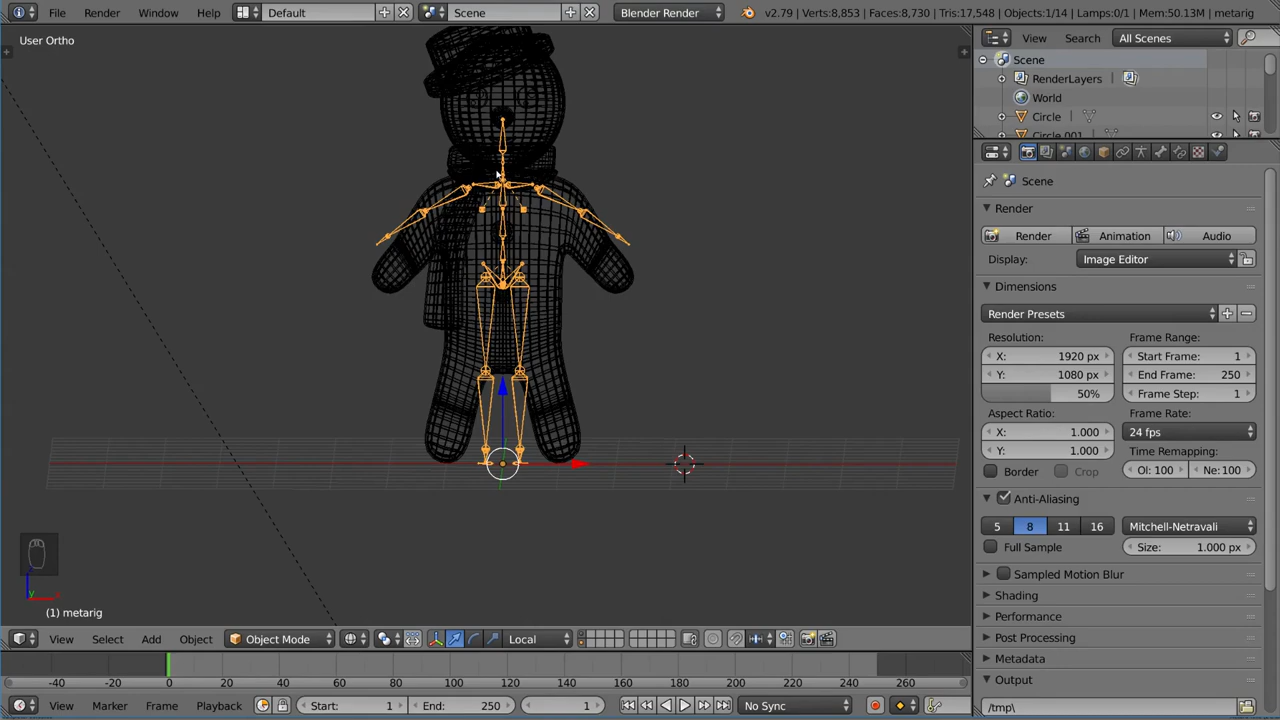 File Render Window Help Default Scene Blender Render v2.79 | Verts:8,853 | Faces:8,730 | Tris:17,548 | Objects:1/14 | Lamps:0/1 | Mem:50.13M | metarig
User Ortho
View Search All Scenes
Scene
RenderLayers
World
Circle
Circle.001
Scene
Render
Render Animation Audio
Display: Image Editor
Dimensions
Render Presets
Resolution: Frame Range:
X: 1920 px Start Frame: 1
Y: 1080 px End Frame: 250
50% Frame Step: 1
Aspect Ratio: Frame Rate:
X: 1.000 24 fps
Y: 1.000 Time Remapping:
Border Crop Ol: 100 Ne: 100
Anti-Aliasing
5 8 11 16 Mitchell-Netravali
Full Sample Size: 1.000 px
Sampled Motion Blur
Shading
Performance
Post Processing
Metadata
Output
/tmp\
z
y x
(1) metarig
View Select Add Object Object Mode Local
-40 -20 0 20 40 60 80 100 120 140 160 180 200 220 240 260
View Marker Frame Playback Start: 1 End: 250 1 No Sync